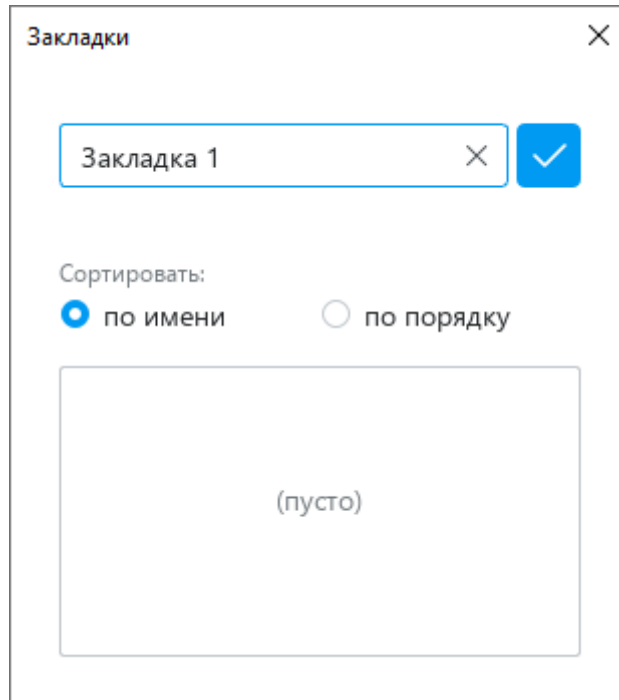 Закладки
Закладка 1
Сортировать:
по имени по порядку
(пусто)